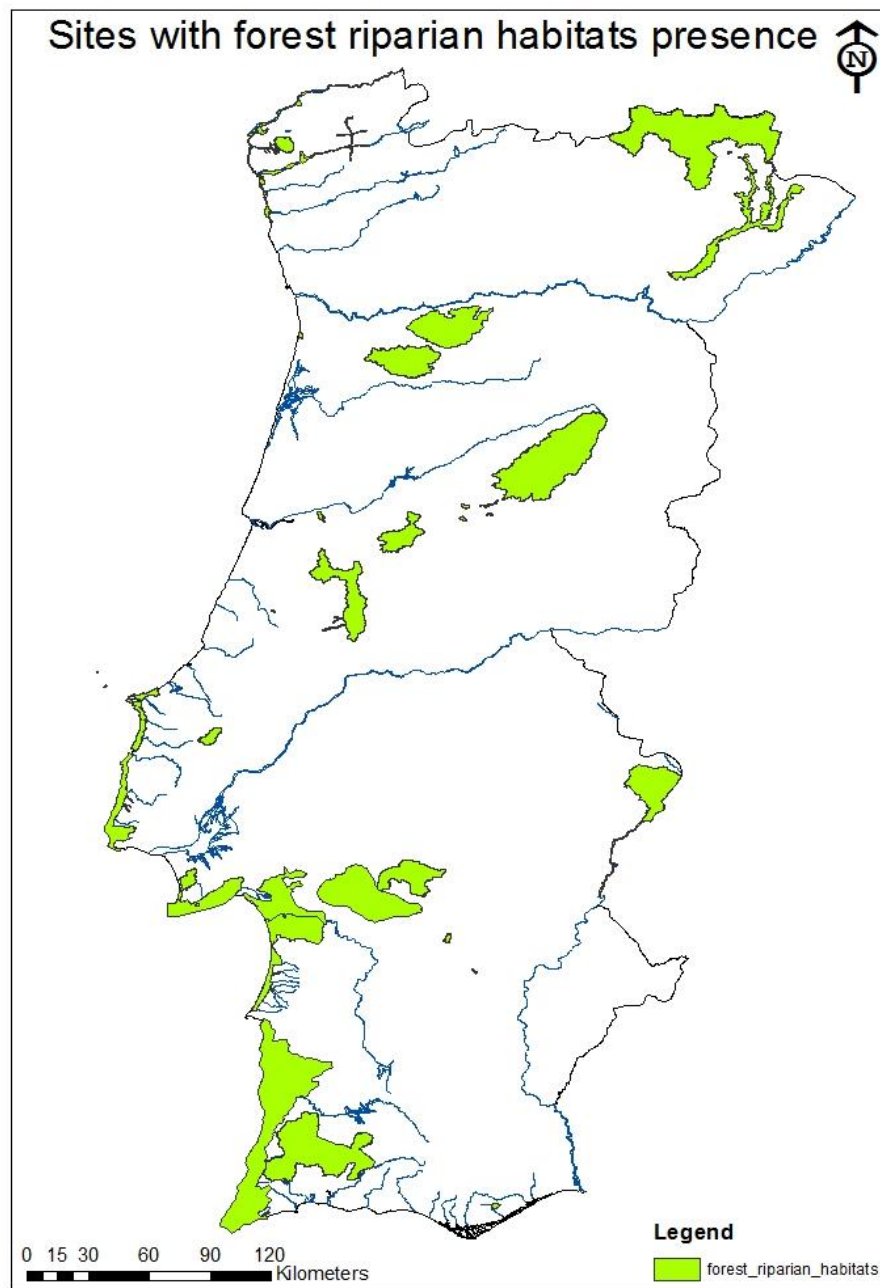 Sites with forest riparian habitats presence
N
Legend
forest_riparian_habitats
0 15 30 60 90 120
Kilometers